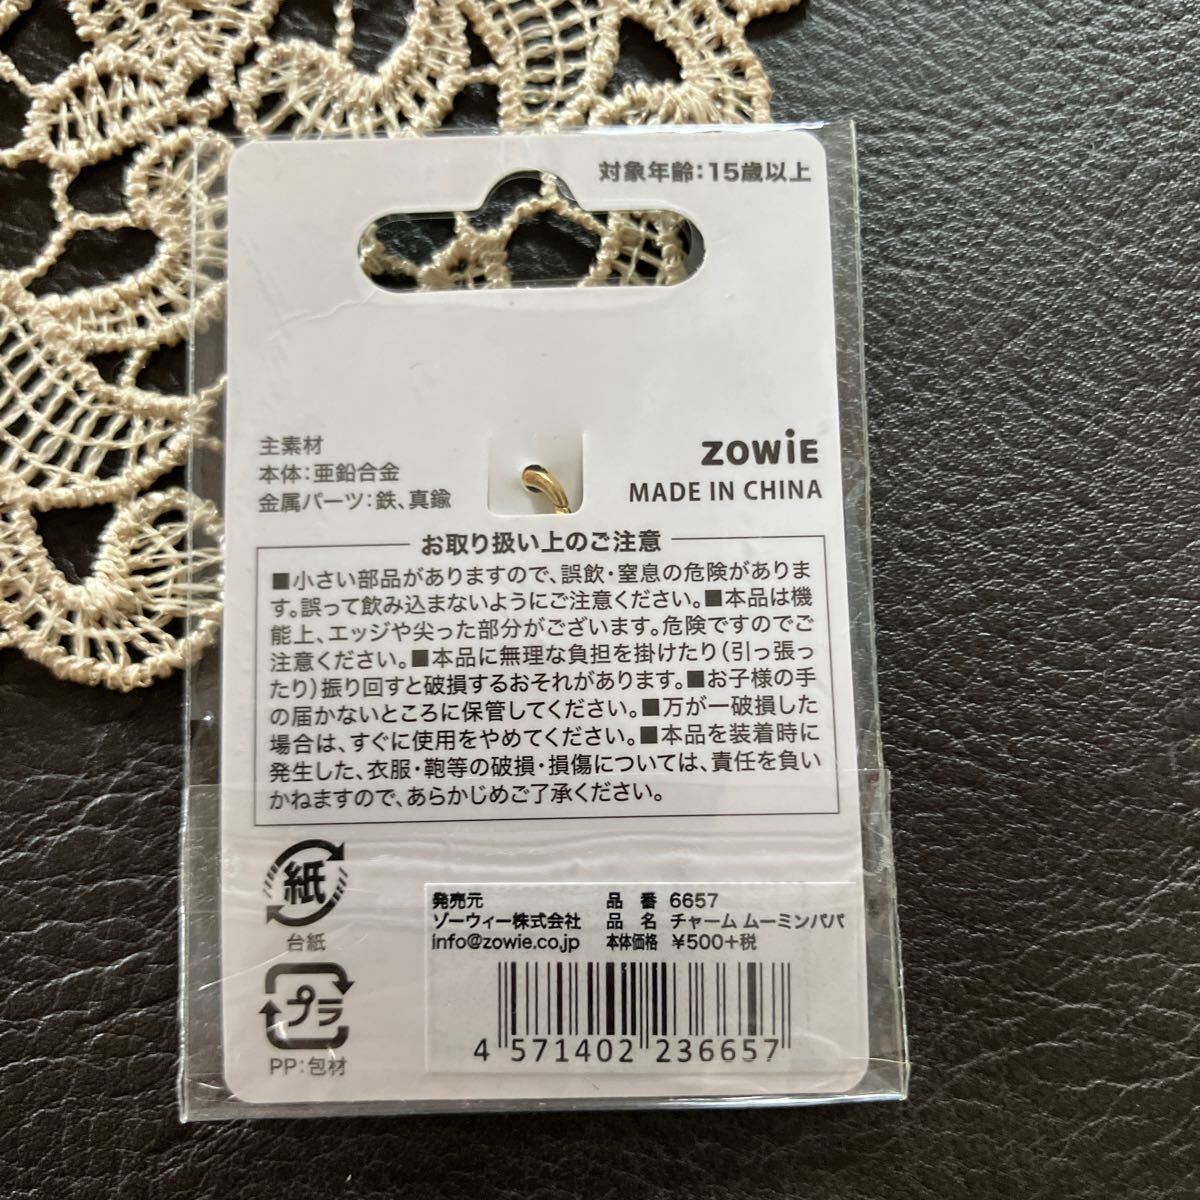 対象年齢：15歳以上
主素材
本体：亜鉛合金
金属パーツ：鉄、真鍮
ZOWiE
MADE IN CHINA
お取り扱い上のご注意
■小さい部品がありますので、誤飲・窒息の危険がありま
す。誤って飲み込まないようにご注意ください。■本品は機
能上、エッジや尖った部分がございます。危険ですのでご
注意ください。■本品に無理な負担を掛けたり（引っ張っ
たり）振り回すと破損するおそれがあります。■お子様の手
の届かないところに保管してください。■万が一破損した
場合は、すぐに使用をやめてください。■本品を装着時に
発生した、衣服・鞄等の破損・損傷については、責任を負い
かねますので、あらかじめご了承ください。
紙
台紙
プラ
PP：包材
発売元
ゾーウィー株式会社
info@zowie.co.jp
品番 6657
品名 チャーム ムーミンパパ
本体価格 ¥500+税
4 571402 236657